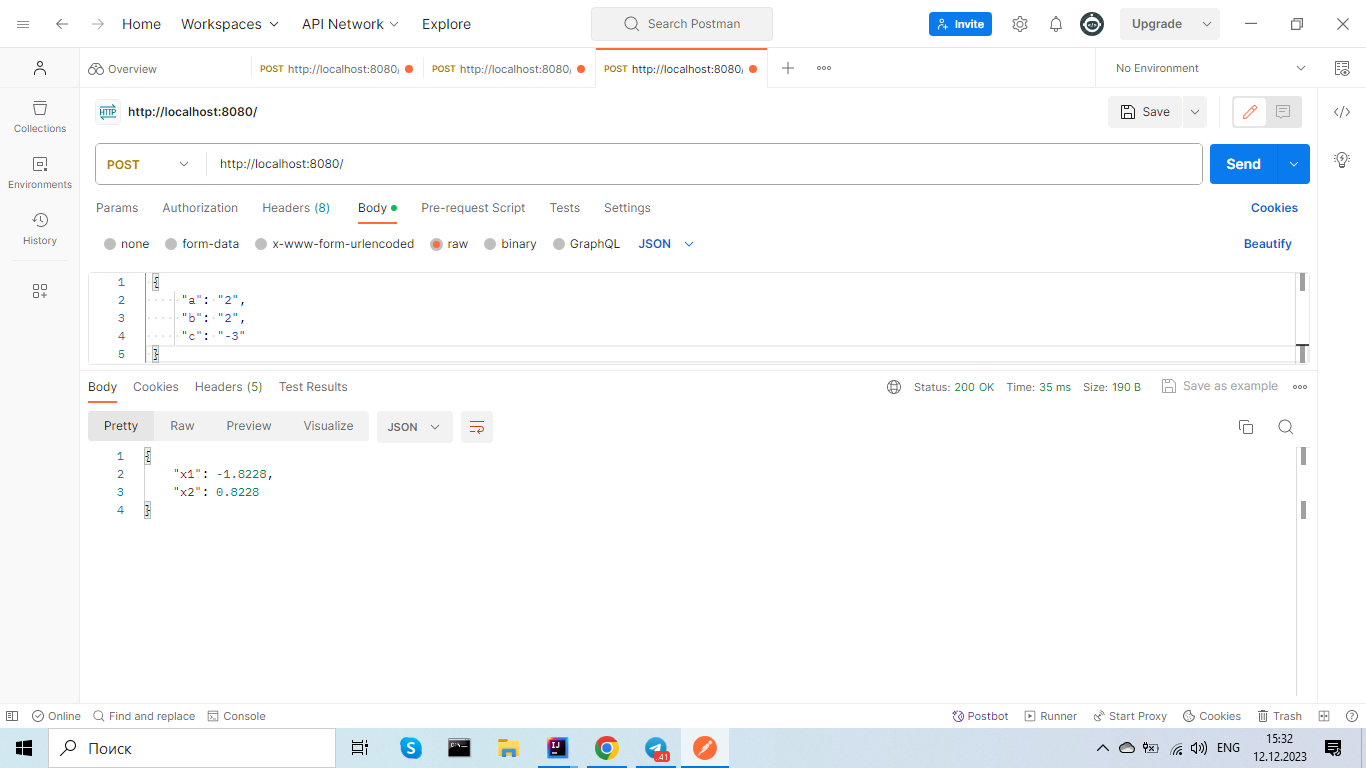 Home Workspaces API Network Explore Search Postman Invite Upgrade
Overview POST http://localhost:8080/ POST http://localhost:8080/ POST http://localhost:8080/ No Environment
HTTP http://localhost:8080/ Save
POST http://localhost:8080/ Send
Params Authorization Headers (8) Body Pre-request Script Tests Settings Cookies
none form-data x-www-form-urlencoded raw binary GraphQL JSON Beautify
Collections
Environments
History
1 {
2 "a": "2",
3 "b": "2",
4 "c": "-3"
5 }
Body Cookies Headers (5) Test Results Status: 200 OK Time: 35 ms Size: 190 B Save as example
Pretty Raw Preview Visualize JSON
1 {
2 "x1": -1.8228,
3 "x2": 0.8228
4 }
Online Find and replace Console Postbot Runner Start Proxy Cookies Trash
Поиск S IJ 41 ENG 15:32
12.12.2023